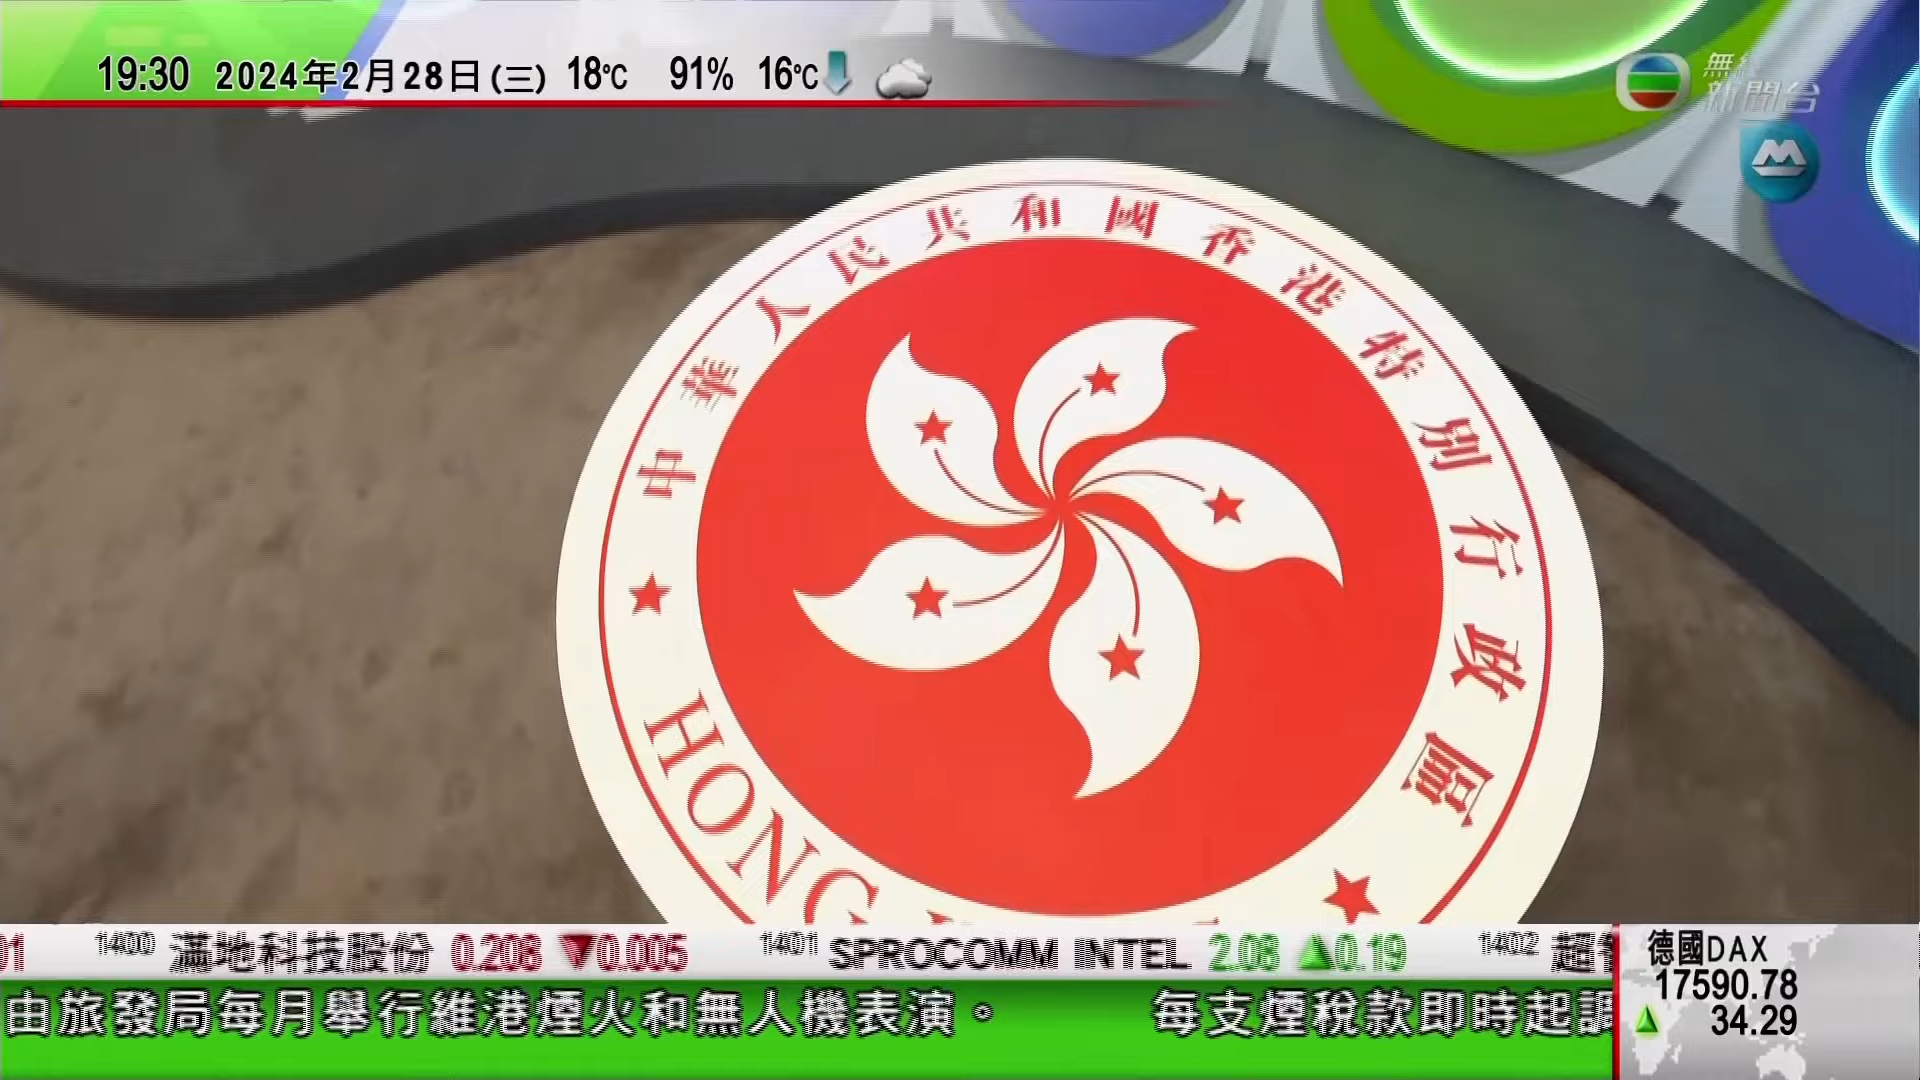 19:30 2024年2月28日(三) 18℃ 91% 16℃
無綫
新聞台
中華人民共和國香港特別行政區
HONG
01 1400 滿地科技股份 0.208 ▼0.005 1401 SPROCOMM INTEL 2.08 ▲0.19 1402
由旅發局每月舉行維港煙火和無人機表演。 每支煙稅款即時起調
德國DAX
17590.78
▲ 34.29